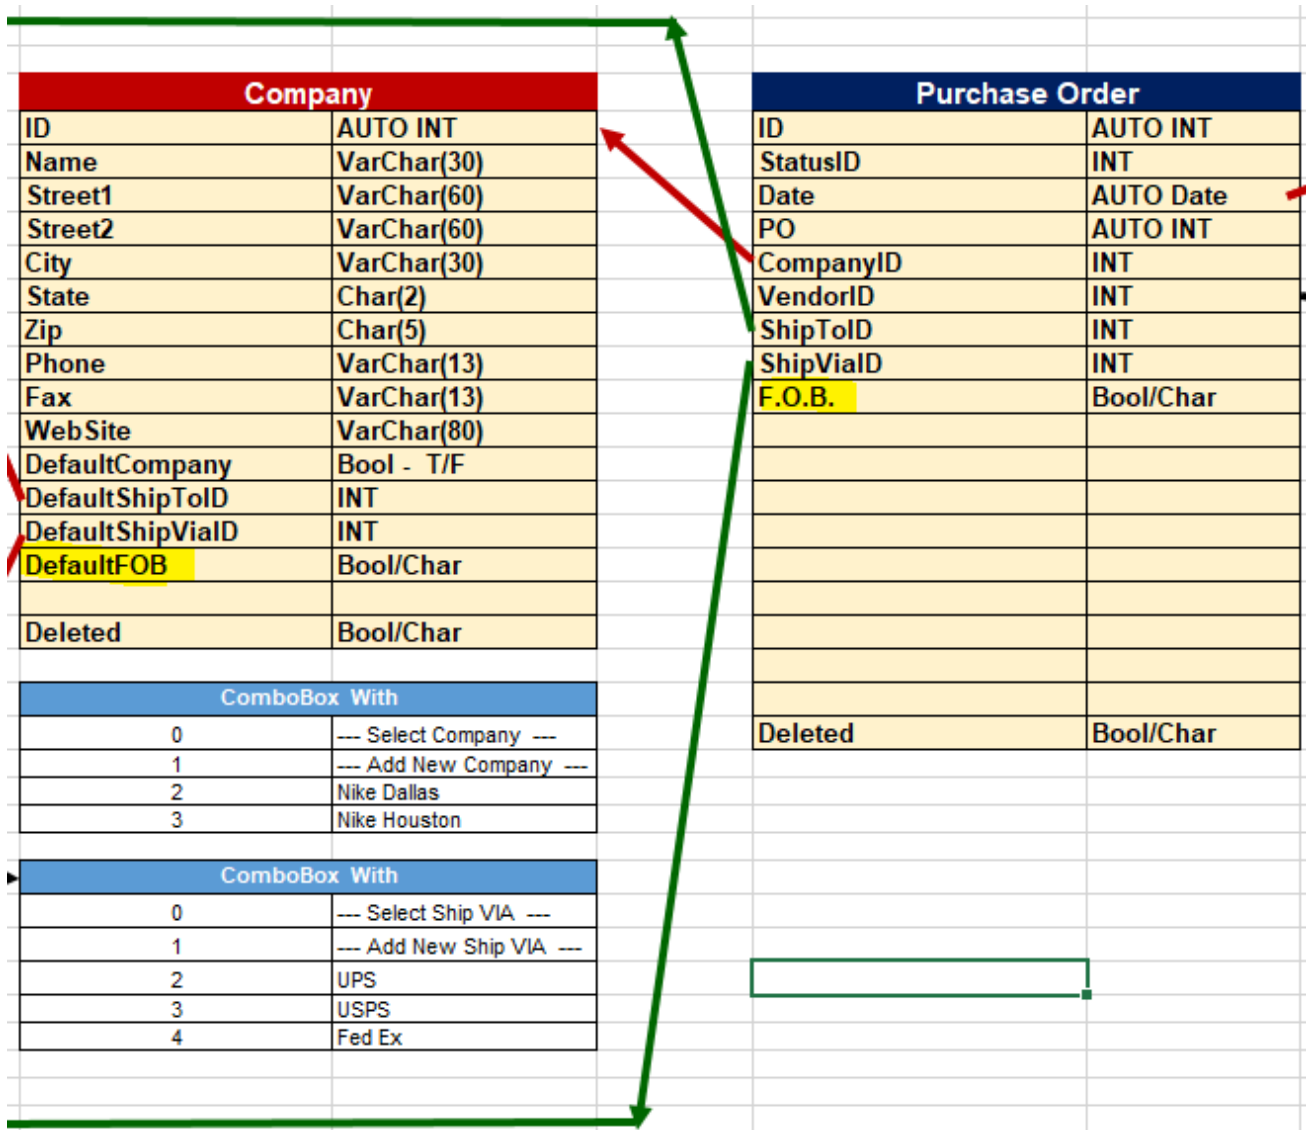 Company
ID AUTO INT
Name VarChar(30)
Street1 VarChar(60)
Street2 VarChar(60)
City VarChar(30)
State Char(2)
Zip Char(5)
Phone VarChar(13)
Fax VarChar(13)
WebSite VarChar(80)
DefaultCompany Bool - T/F
DefaultShipToID INT
DefaultShipViaID INT
DefaultFOB Bool/Char
Deleted Bool/Char
ComboBox With
0 --- Select Company ---
1 --- Add New Company ---
2 Nike Dallas
3 Nike Houston
ComboBox With
0 --- Select Ship VIA ---
1 --- Add New Ship VIA ---
2 UPS
3 USPS
4 Fed Ex
Purchase Order
ID AUTO INT
StatusID INT
Date AUTO Date
PO AUTO INT
CompanyID INT
VendorID INT
ShipToID INT
ShipViaID INT
F.O.B. Bool/Char
Deleted Bool/Char